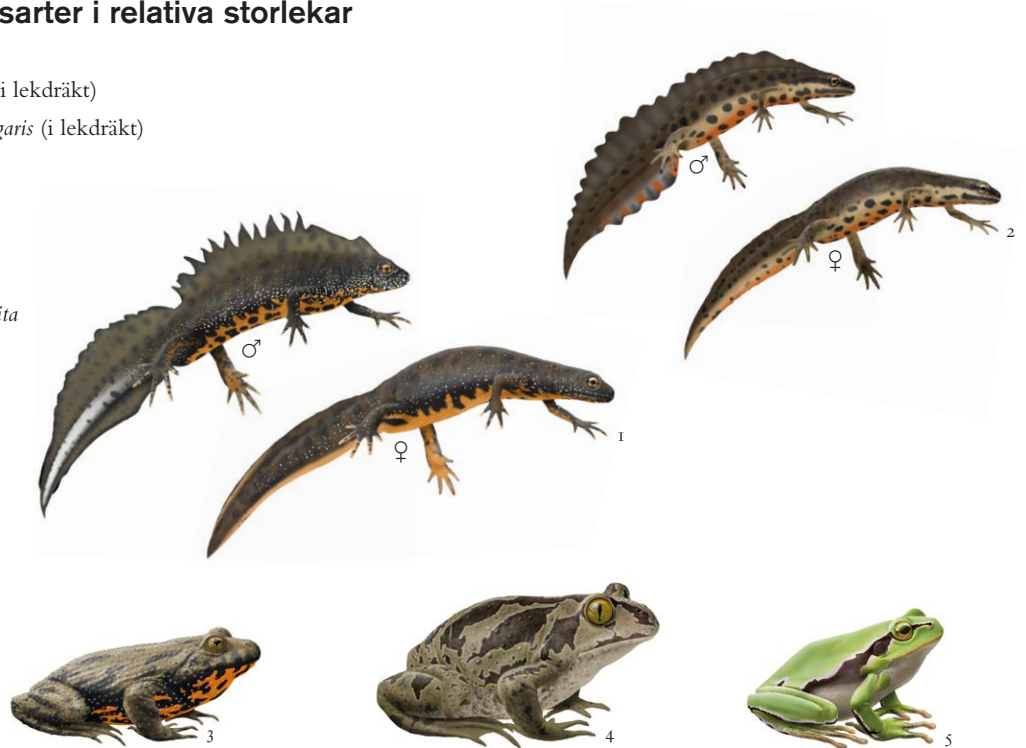 sarter i relativa storlekar
i lekdräkt)
garis (i lekdräkt)
ita
♂
♀
2
♂
♀
1
3
4
5